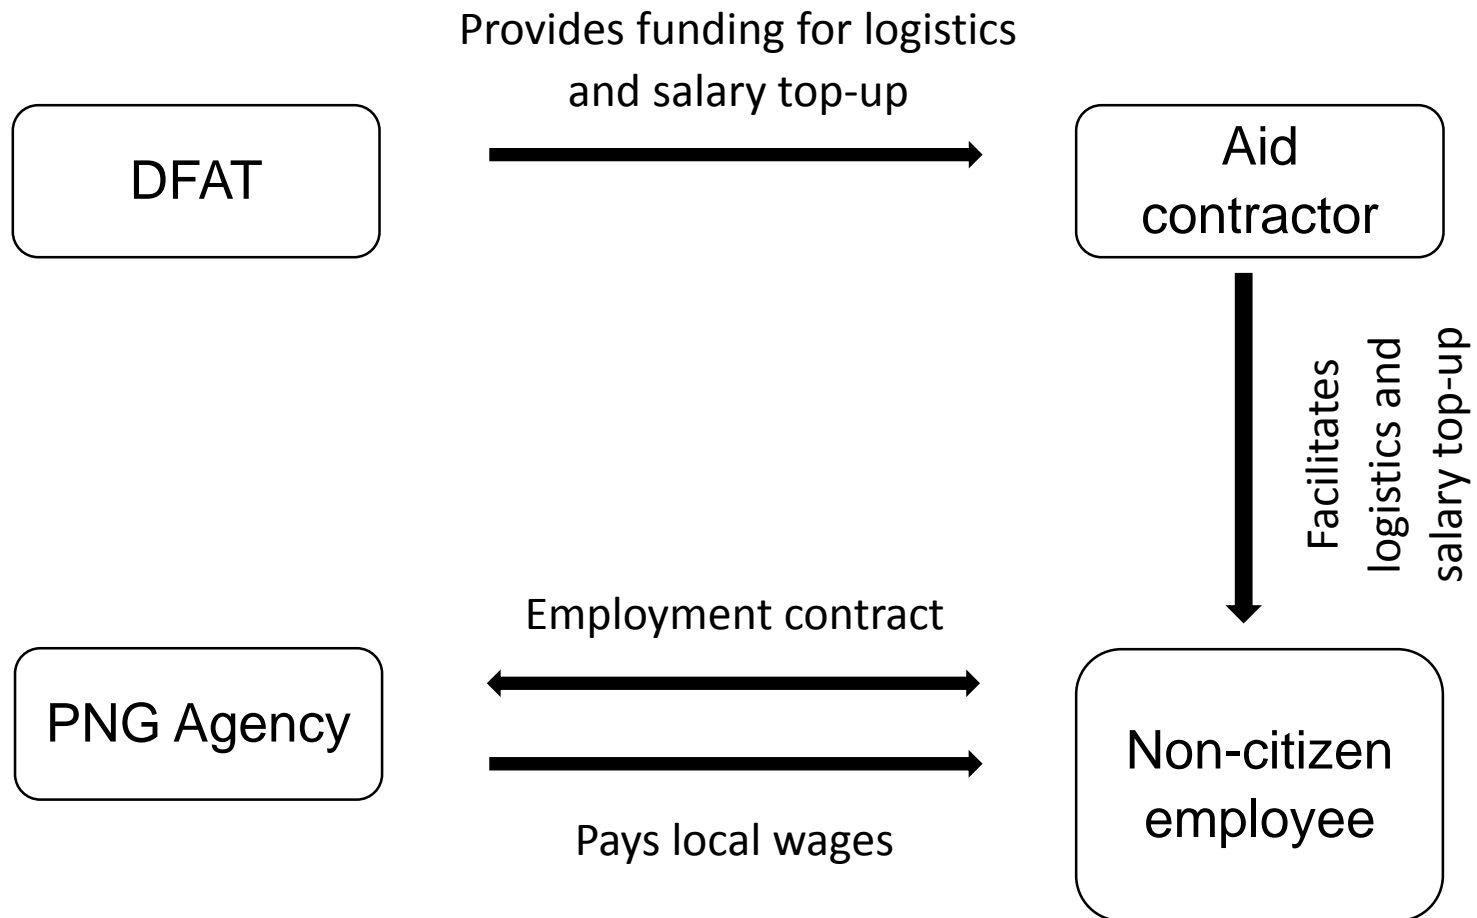 Provides funding for logistics
and salary top-up
DFAT
Aid
contractor
Facilitates
logistics and
salary top-up
Employment contract
PNG Agency
Non-citizen
employee
Pays local wages